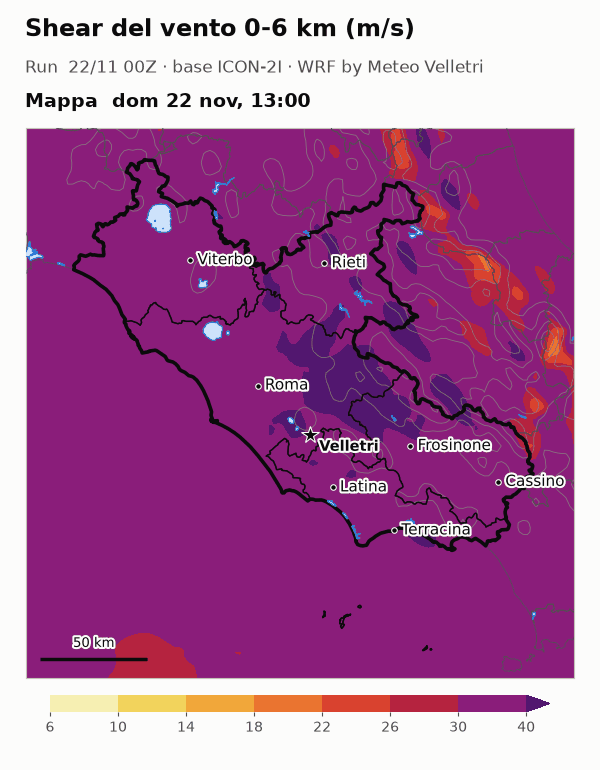 Shear del vento 0-6 km (m/s)
Run  22/11 00Z · base ICON-2I · WRF by Meteo Velletri
Mappa  dom 22 nov, 13:00
Viterbo
Rieti
Roma
Velletri
Frosinone
Latina
Cassino
Terracina
50 km
6 10 14 18 22 26 30 40